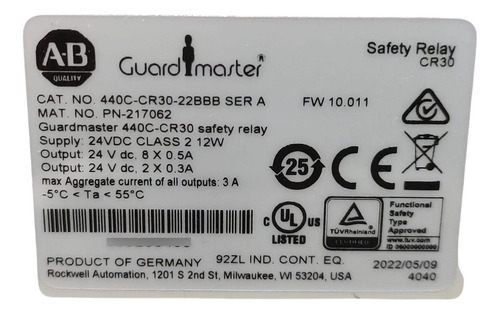 A-B
QUALITY
Guardmaster®
Safety Relay
CR30
CAT. NO. 440C-CR30-22BBB SER A
FW 10.011
MAT. NO. PN-217062
Guardmaster 440C-CR30 safety relay
Supply: 24VDC CLASS 2 12W
Output: 24 V dc, 8 X 0.5A
Output: 24 V dc, 2 X 0.3A
max Aggregate current of all outputs: 3 A
-5°C < Ta < 55°C
25
CE
C UL US
LISTED
TÜVRheinland
CERTIFIED
Functional
Safety
Type
Approved
www.tuv.com
PRODUCT OF GERMANY
92ZL IND. CONT. EQ.
2022/05/09
Rockwell Automation, 1201 S 2nd St, Milwaukee, WI 53204, USA
4040